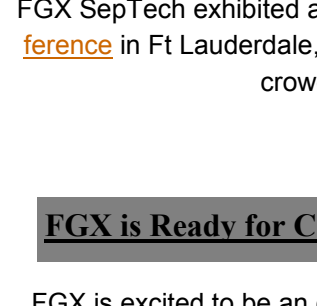 FGX SepTech exhibited a
ference in Ft Lauderdale,
crow
FGX is Ready for C
FGX is excited to be an